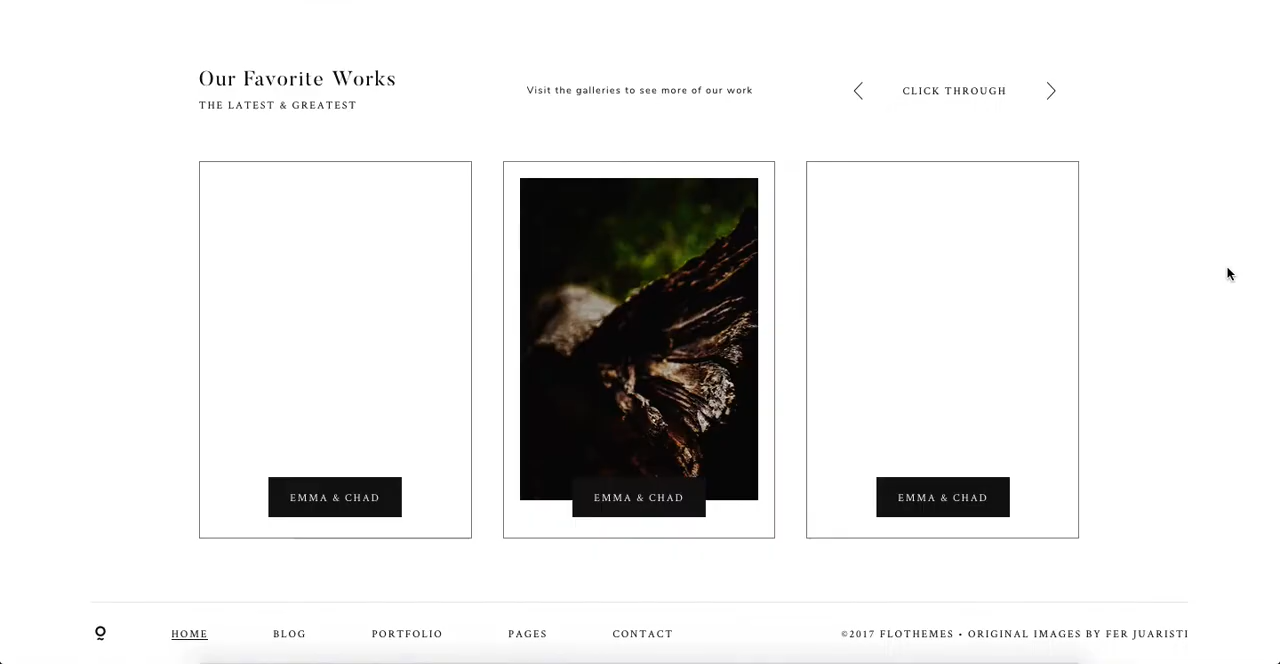 Our Favorite Works
THE LATEST & GREATEST
Visit the galleries to see more of our work
CLICK THROUGH
EMMA & CHAD
EMMA & CHAD
EMMA & CHAD
HOME
BLOG
PORTFOLIO
PAGES
CONTACT
©2017 FLOTHEMES • ORIGINAL IMAGES BY FER JUARISTI